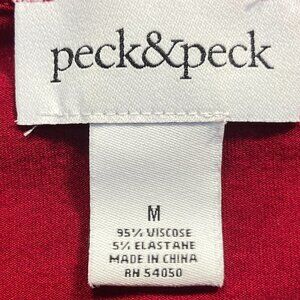 peck&peck
M
95% VISCOSE
5% ELASTANE
MADE IN CHINA
RN 54050